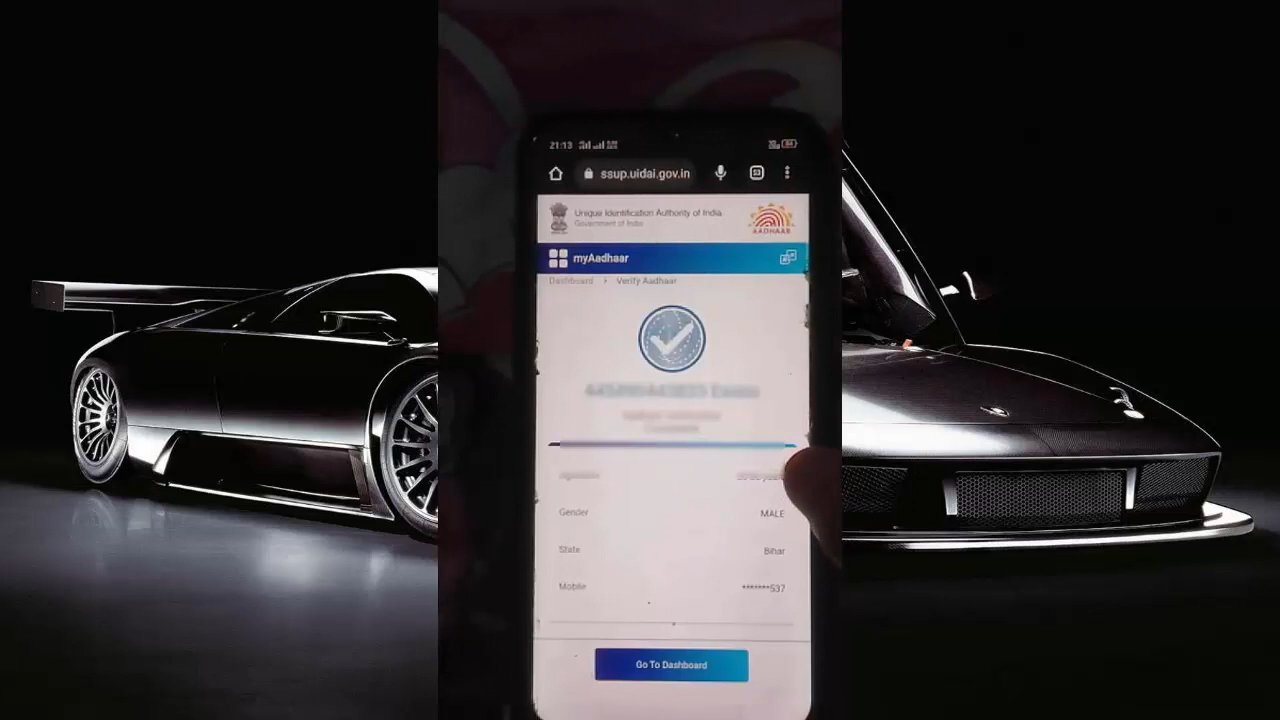 21:13
ssup.uidai.gov.in
53
Unique Identification Authority of India
Government of India
AADHAAR
myAadhaar
Dashboard > Verify Aadhaar
Gender MALE
State Bihar
Mobile *******537
Go To Dashboard